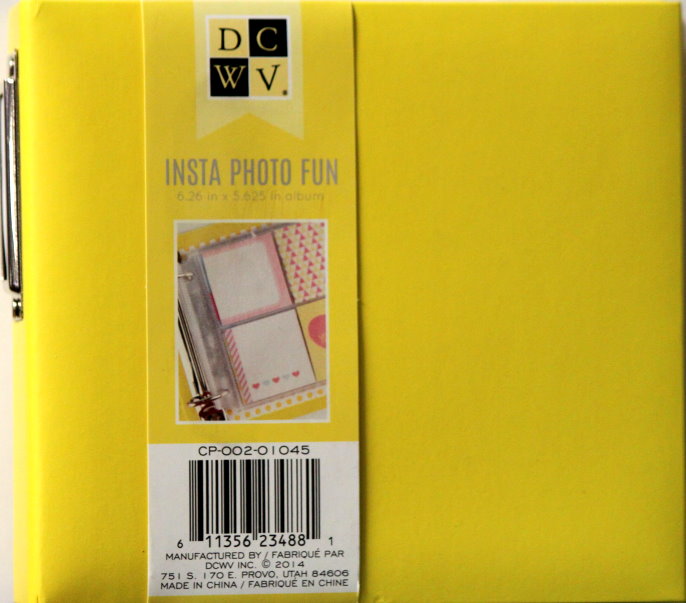 D C
W V
INSTA PHOTO FUN
6.26 in x 5.625 in album
CP-002-01045
6 11356 23488 1
MANUFACTURED BY / FABRIQUÉ PAR
DCWV INC. © 2014
751 S. 170 E. PROVO, UTAH 84606
MADE IN CHINA / FABRIQUÉ EN CHINE